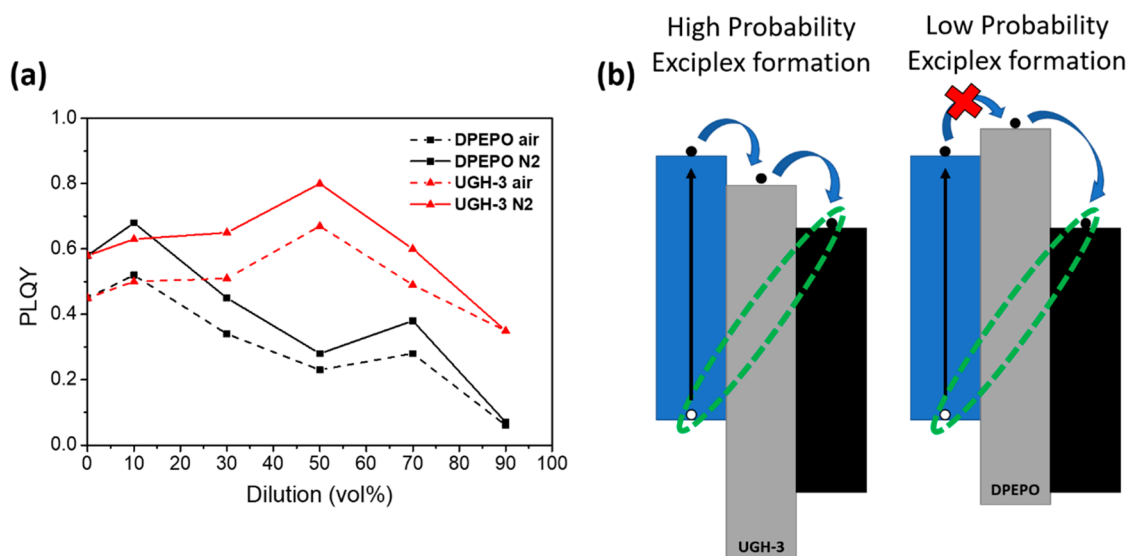 (a)
1.0
0.8
0.6
0.4
0.2
0.0
PLQY
DPEPO air
DPEPO N2
UGH-3 air
UGH-3 N2
0 10 20 30 40 50 60 70 80 90 100
Dilution (vol%)
(b)
High Probability
Exciplex formation
UGH-3
Low Probability
Exciplex formation
DPEPO